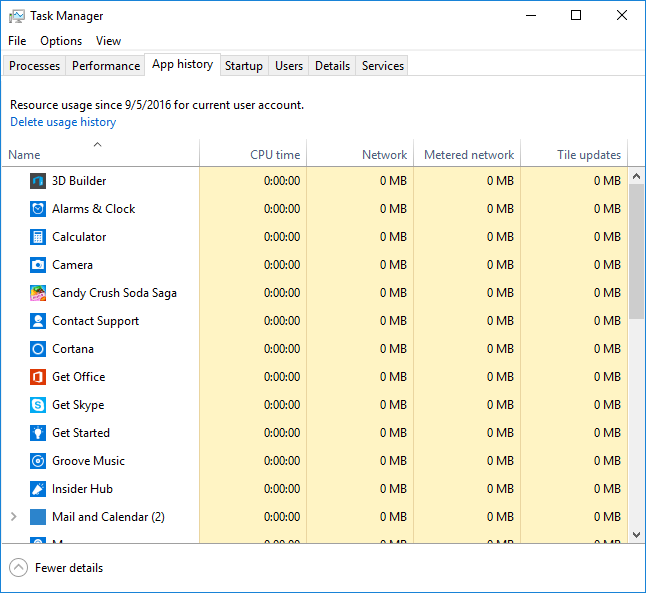 Task Manager
File Options View
Processes Performance App history Startup Users Details Services
Resource usage since 9/5/2016 for current user account.
Delete usage history
Name CPU time Network Metered network Tile updates
3D Builder 0:00:00 0 MB 0 MB 0 MB
Alarms & Clock 0:00:00 0 MB 0 MB 0 MB
Calculator 0:00:00 0 MB 0 MB 0 MB
Camera 0:00:00 0 MB 0 MB 0 MB
Candy Crush Soda Saga 0:00:00 0 MB 0 MB 0 MB
Contact Support 0:00:00 0 MB 0 MB 0 MB
Cortana 0:00:00 0 MB 0 MB 0 MB
Get Office 0:00:00 0 MB 0 MB 0 MB
Get Skype 0:00:00 0 MB 0 MB 0 MB
Get Started 0:00:00 0 MB 0 MB 0 MB
Groove Music 0:00:00 0 MB 0 MB 0 MB
Insider Hub 0:00:00 0 MB 0 MB 0 MB
Mail and Calendar (2) 0:00:00 0 MB 0 MB 0 MB
Fewer details